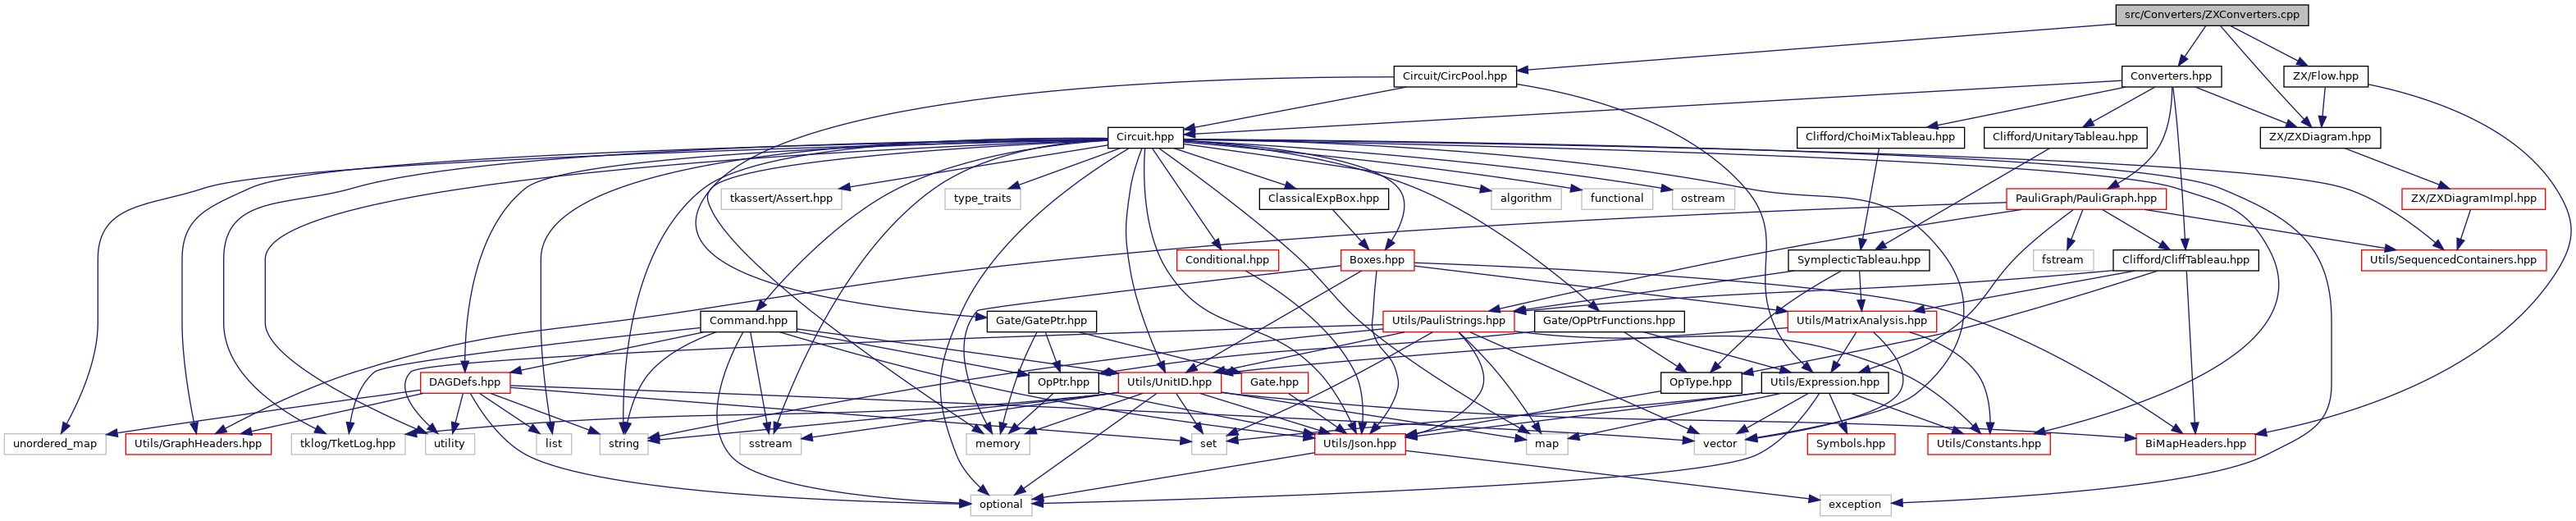 src/Converters/ZXConverters.cpp
Circuit/CircPool.hpp
Converters.hpp
ZX/Flow.hpp
Circuit.hpp
Clifford/ChoiMixTableau.hpp
Clifford/UnitaryTableau.hpp
ZX/ZXDiagram.hpp
tkassert/Assert.hpp
type_traits
ClassicalExpBox.hpp
algorithm
functional
ostream
PauliGraph/PauliGraph.hpp
ZX/ZXDiagramImpl.hpp
Conditional.hpp
Boxes.hpp
SymplecticTableau.hpp
fstream
Clifford/CliffTableau.hpp
Utils/SequencedContainers.hpp
Command.hpp
Gate/GatePtr.hpp
Utils/PauliStrings.hpp
Gate/OpPtrFunctions.hpp
Utils/MatrixAnalysis.hpp
DAGDefs.hpp
OpPtr.hpp
Utils/UnitID.hpp
Gate.hpp
OpType.hpp
Utils/Expression.hpp
unordered_map
Utils/GraphHeaders.hpp
tklog/TketLog.hpp
utility
list
string
sstream
memory
set
Utils/Json.hpp
map
vector
Symbols.hpp
Utils/Constants.hpp
BiMapHeaders.hpp
optional
exception